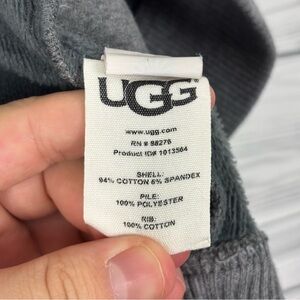 UGG
www.ugg.com
RN # 88276
Product ID# 1013564
SHELL:
94% COTTON 6% SPANDEX
PILE:
100% POLYESTER
RIB:
100% COTTON